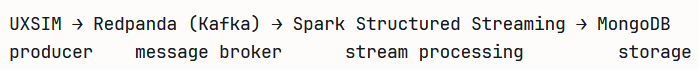 UXSIM → Redpanda (Kafka) → Spark Structured Streaming → MongoDB
producer    message broker      stream processing         storage